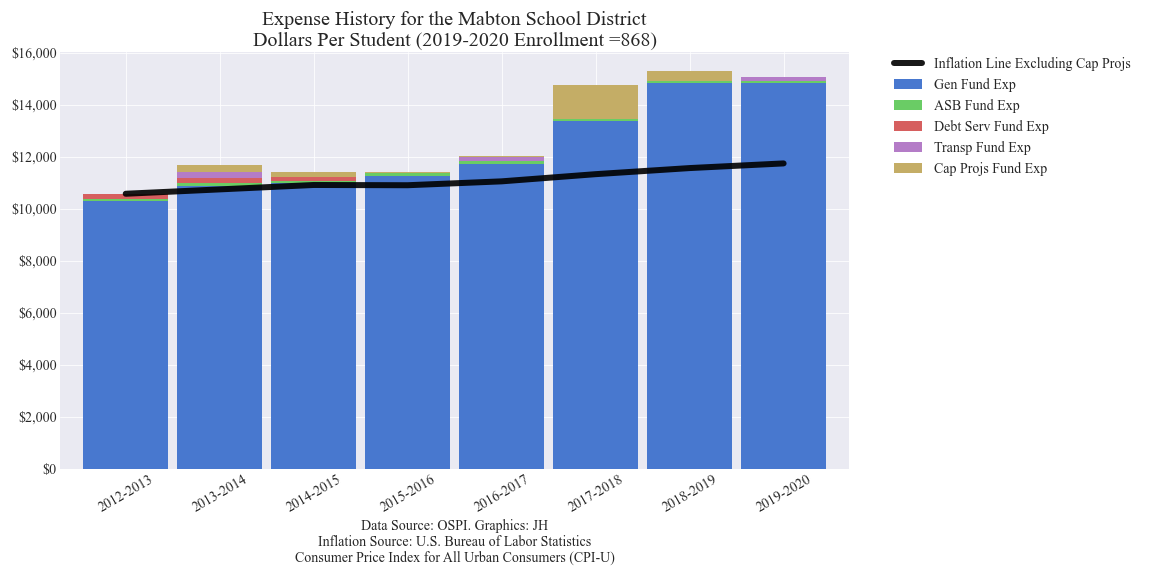 Expense History for the Mabton School District
Dollars Per Student (2019-2020 Enrollment =868)
$16,000
$14,000
$12,000
$10,000
$8,000
$6,000
$4,000
$2,000
$0
2012-2013
2013-2014
2014-2015
2015-2016
2016-2017
2017-2018
2018-2019
2019-2020
Inflation Line Excluding Cap Projs
Gen Fund Exp
ASB Fund Exp
Debt Serv Fund Exp
Transp Fund Exp
Cap Projs Fund Exp
Data Source: OSPI. Graphics: JH
Inflation Source: U.S. Bureau of Labor Statistics
Consumer Price Index for All Urban Consumers (CPI-U)